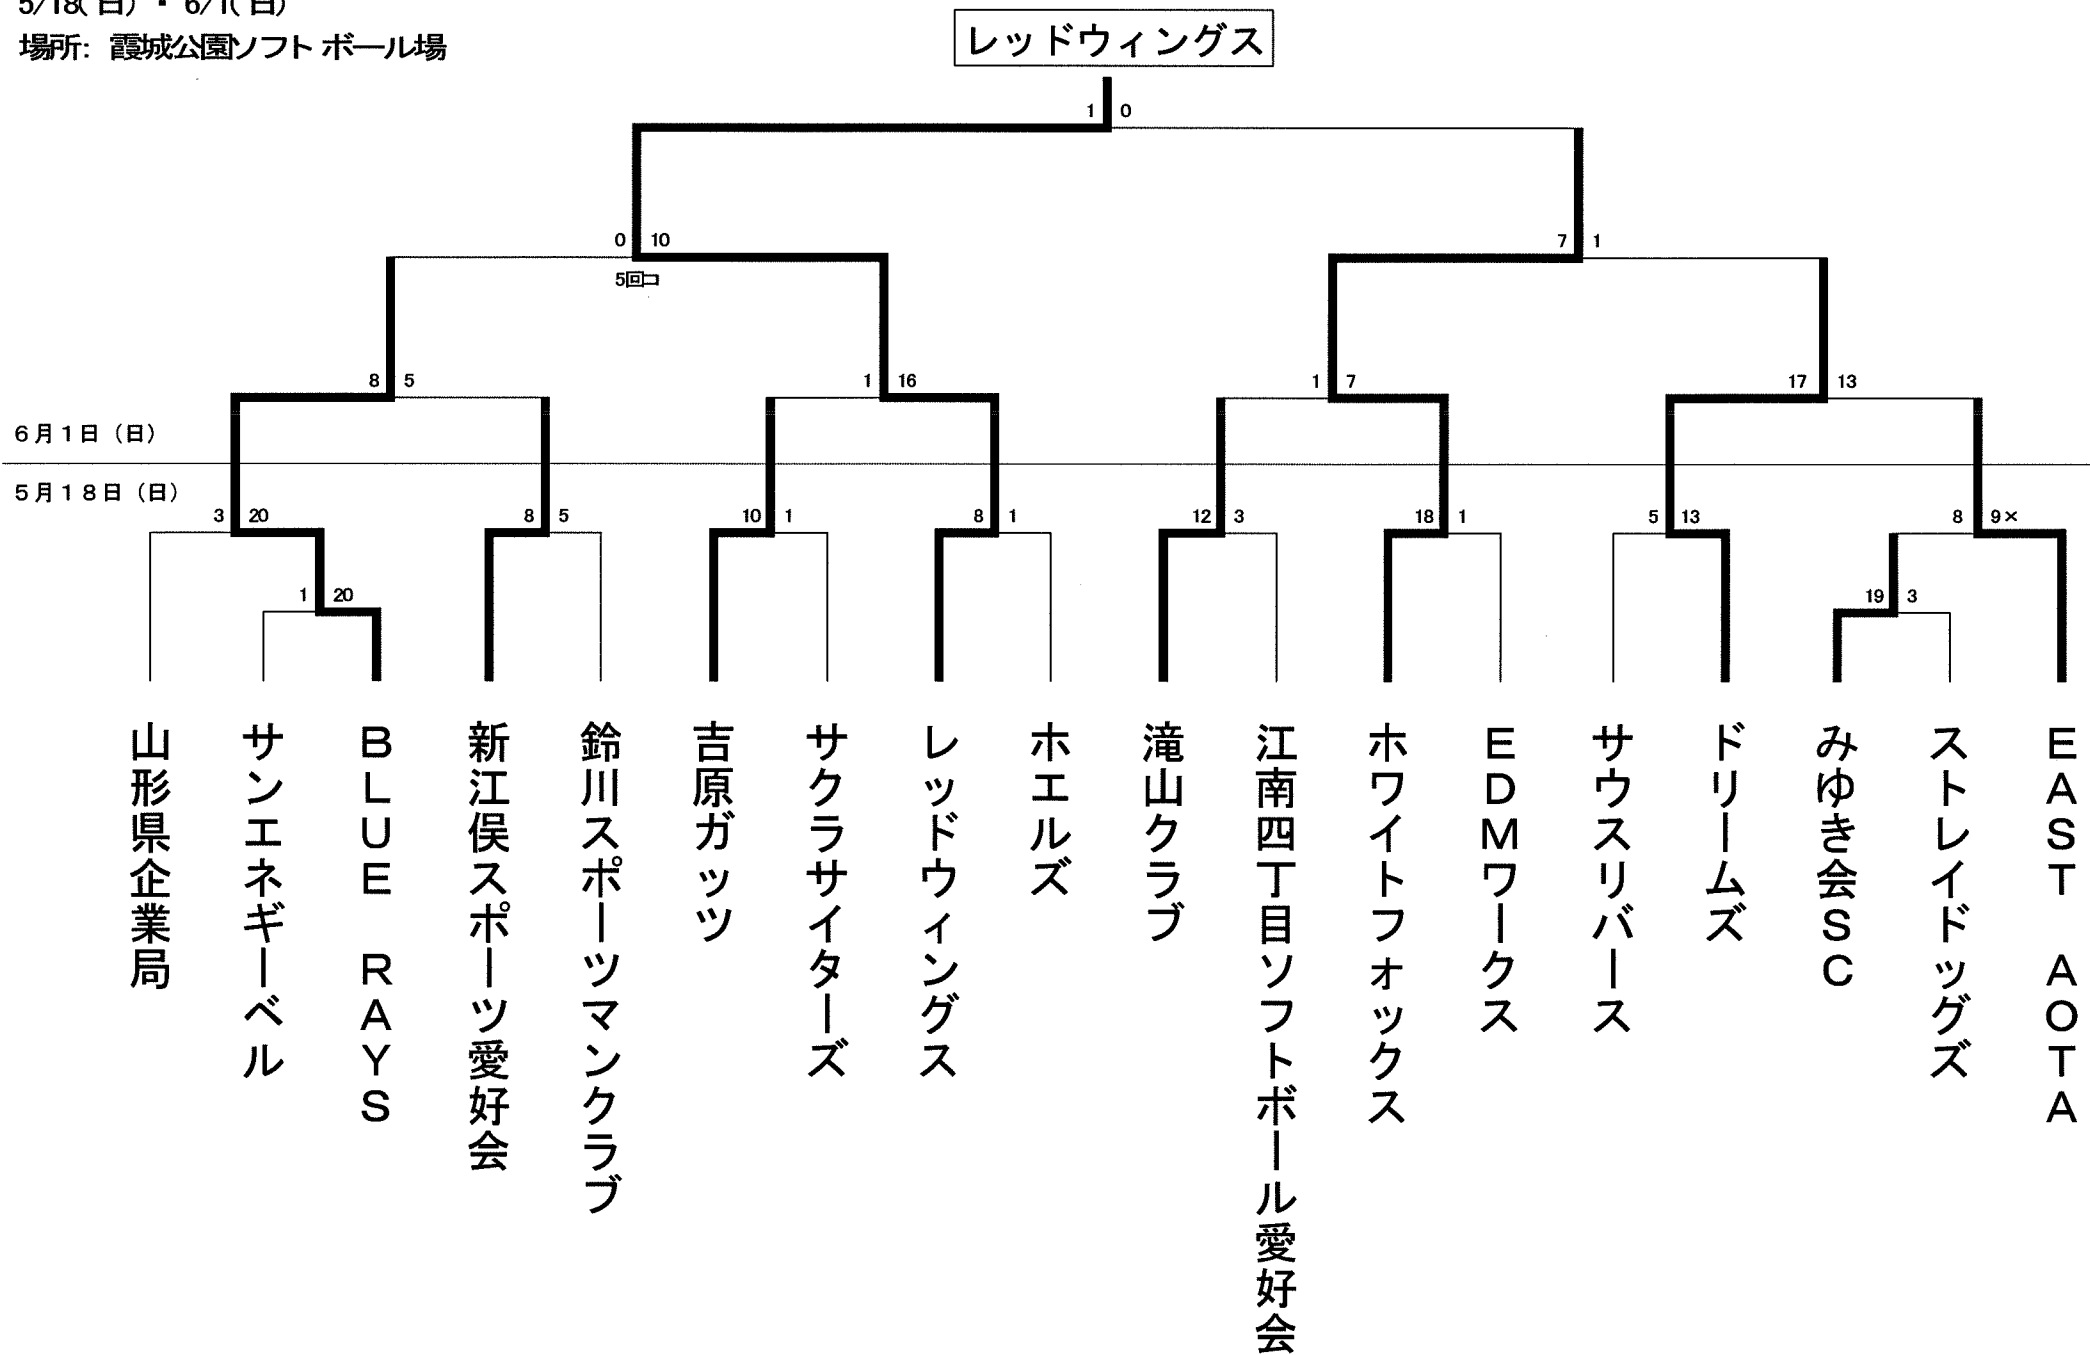 5/18(日)・6/1(日)
場所: 霞城公園ソフトボール場
レッドウィングス
1 0
0 10
7 1
5回コ
8 5
1 16
1 7
17 13
6月1日（日）
5月18日（日）
3 20
8 5
10 1
8 1
12 3
18 1
5 13
8 9×
1 20
19 3
山形県企業局
サンエネギーベル
BLUE RAYS
新江俣スポーツ愛好会
鈴川スポーツマンクラブ
吉原ガッツ
サクラサイターズ
レッドウィングス
ホエルズ
滝山クラブ
江南四丁目ソフトボール愛好会
ホワイトフォックス
EDMワークス
サウスリバース
ドリームズ
みゆき会SC
ストレイドッグズ
EAST AOTA